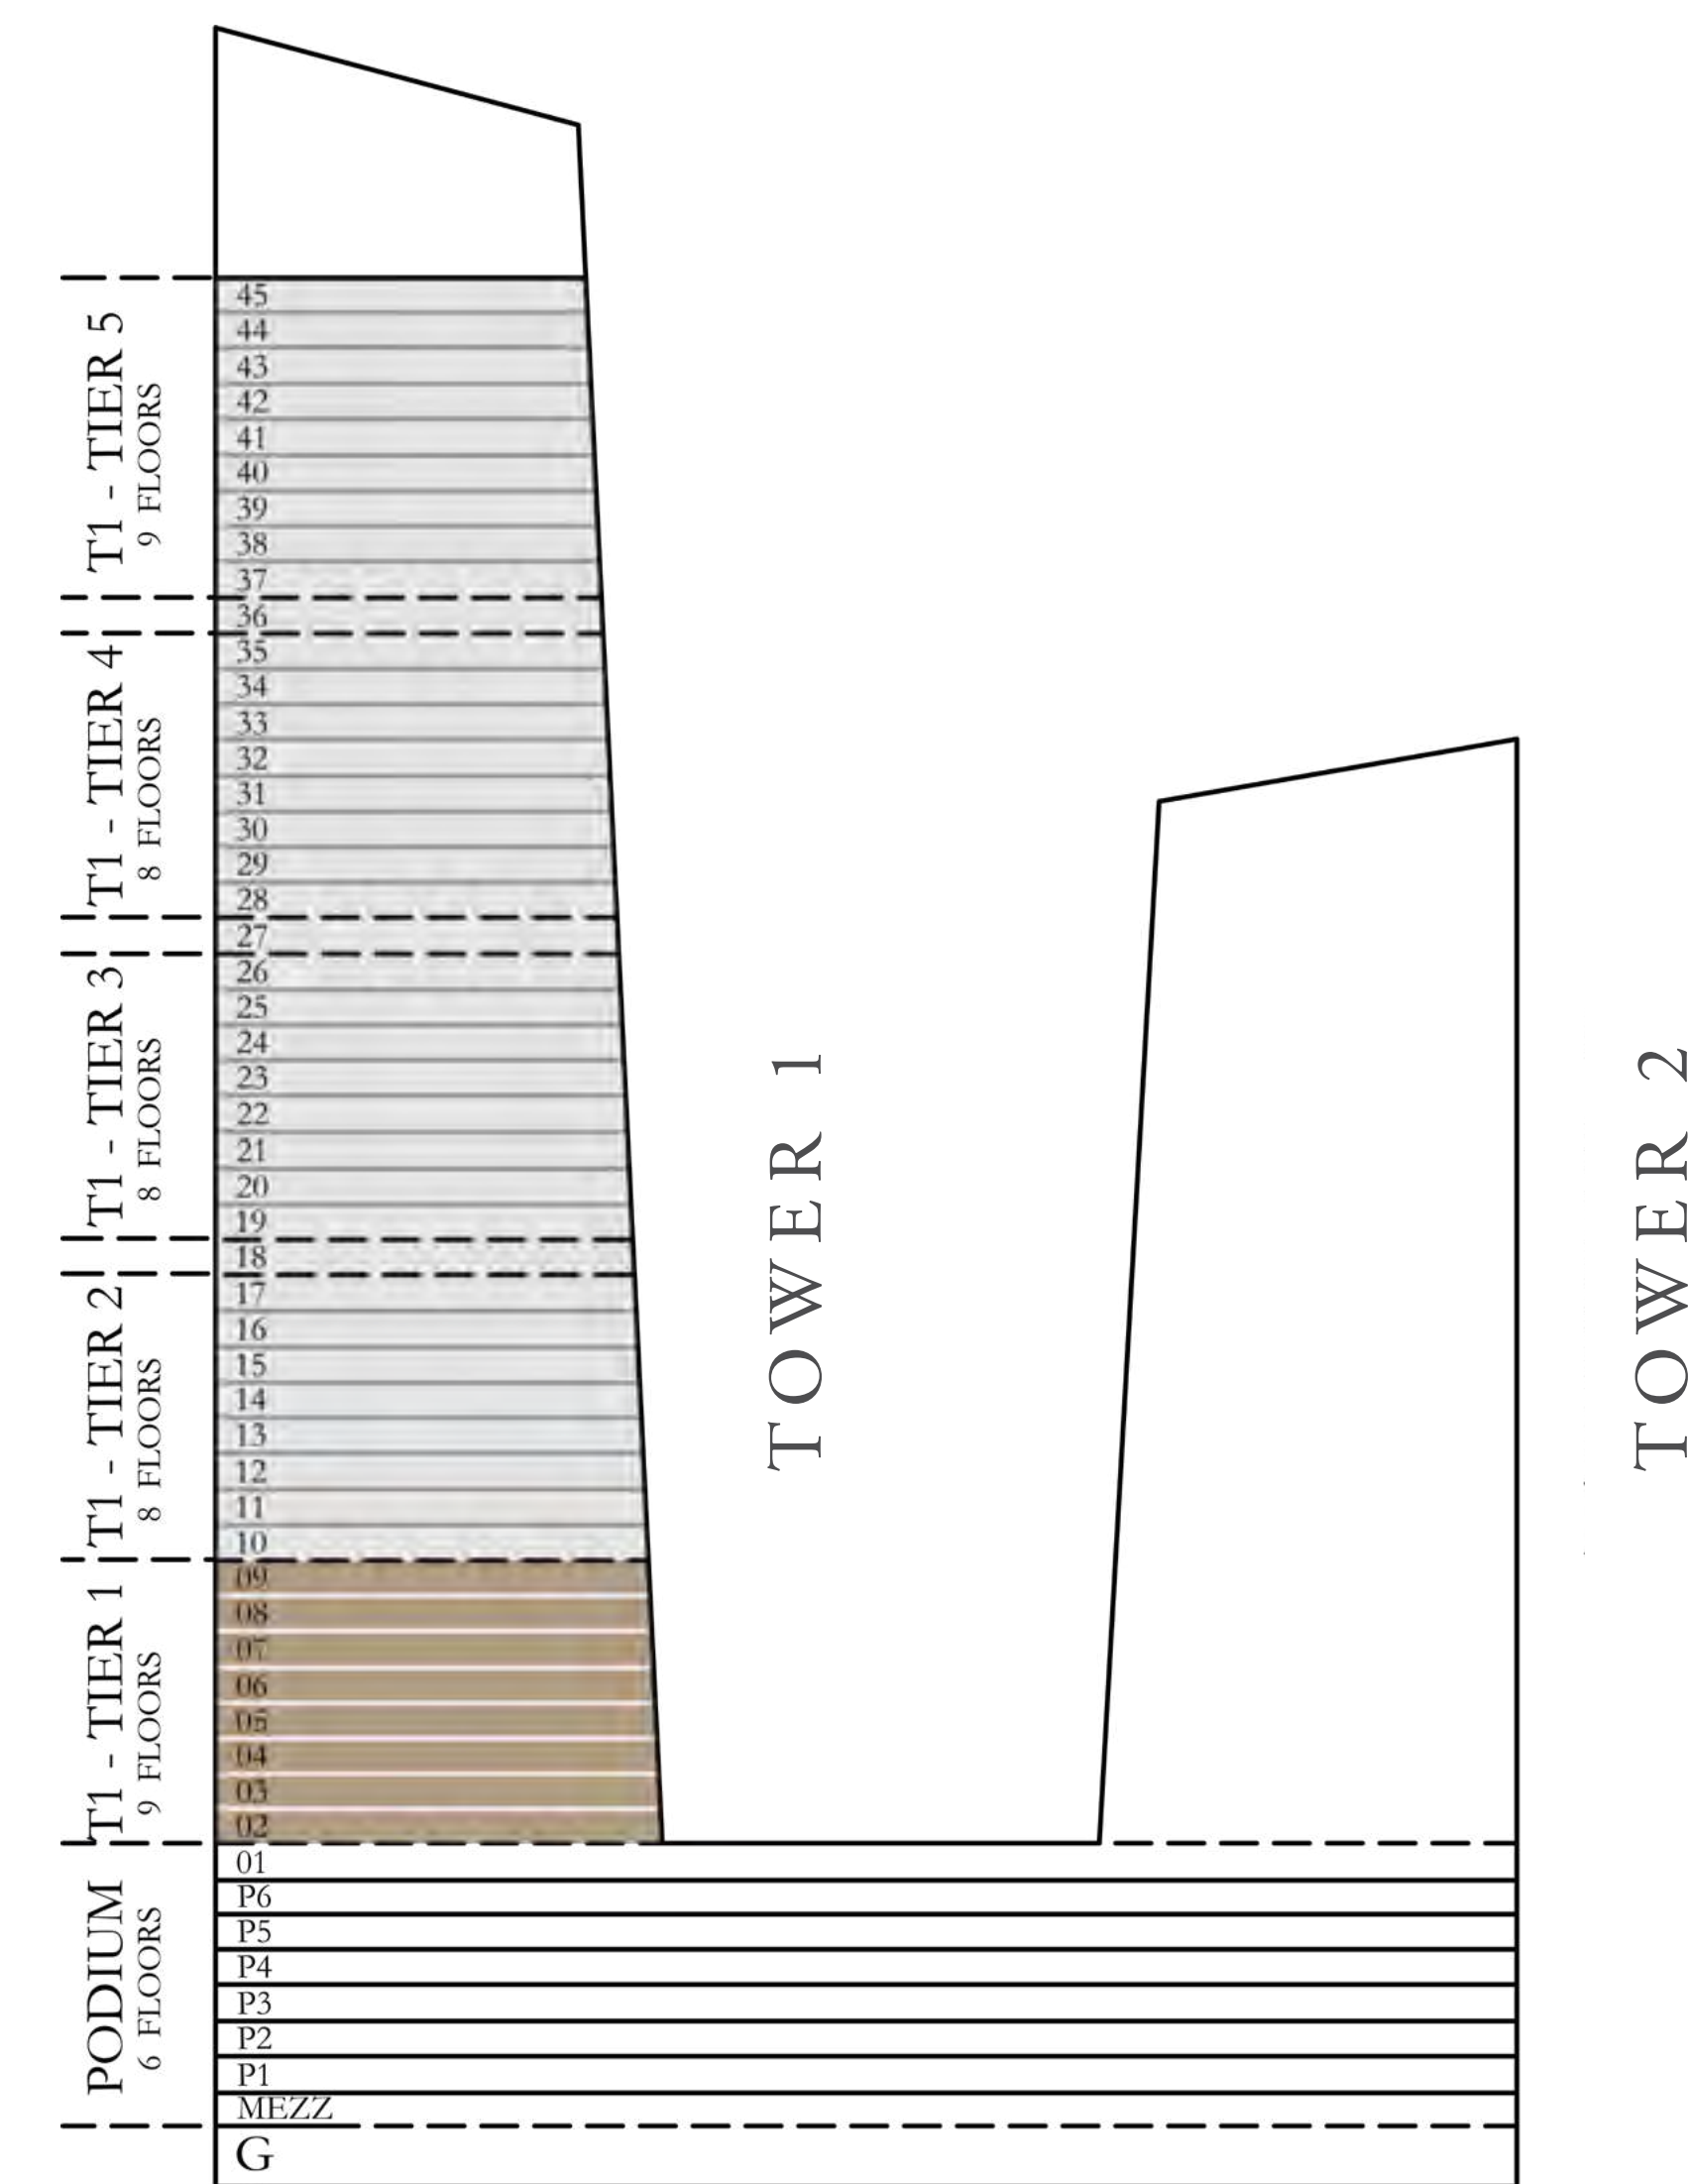 45
44
43
42
41
40
39
38
37
36
35
34
33
32
31
30
29
28
27
26
25
24
23
22
21
20
19
18
17
16
15
14
13
12
11
10
09
08
07
06
05
04
03
02
01
P6
P5
P4
P3
P2
P1
MEZZ
G
T1 - TIER 5
9 FLOORS
T1 - TIER 4
8 FLOORS
T1 - TIER 3
8 FLOORS
T1 - TIER 2
8 FLOORS
T1 - TIER 1
9 FLOORS
PODIUM
6 FLOORS
TOWER 1
TOWER 2